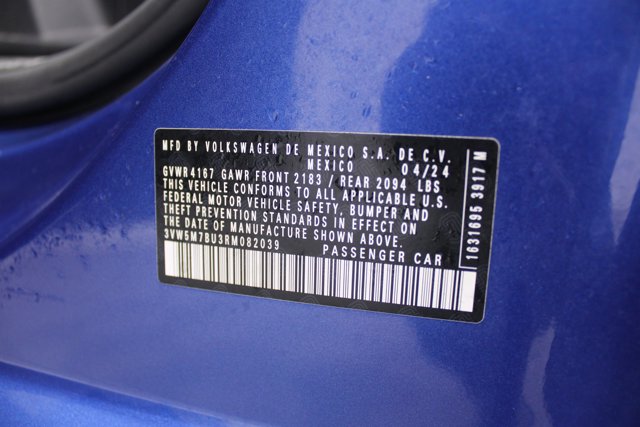 MFD BY VOLKSWAGEN DE MEXICO S.A. DE C.V.
MEXICO 04/24
GVWR4167 GAWR FRONT 2183 / REAR 2094 LBS
THIS VEHICLE CONFORMS TO ALL APPLICABLE U.S.
FEDERAL MOTOR VEHICLE SAFETY, BUMPER AND
THEFT PREVENTION STANDARDS IN EFFECT ON
THE DATE OF MANUFACTURE SHOWN ABOVE.
3VW5M7BU3RM082039 PASSENGER CAR
1631695 3917 M